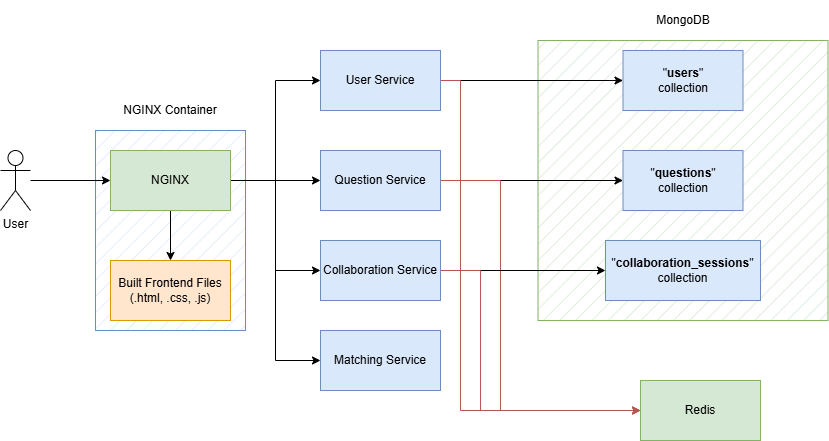 MongoDB
User Service
"users"
collection
NGINX Container
NGINX
Question Service
"questions"
collection
User
Built Frontend Files
(.html, .css, .js)
Collaboration Service
"collaboration_sessions"
collection
Matching Service
Redis